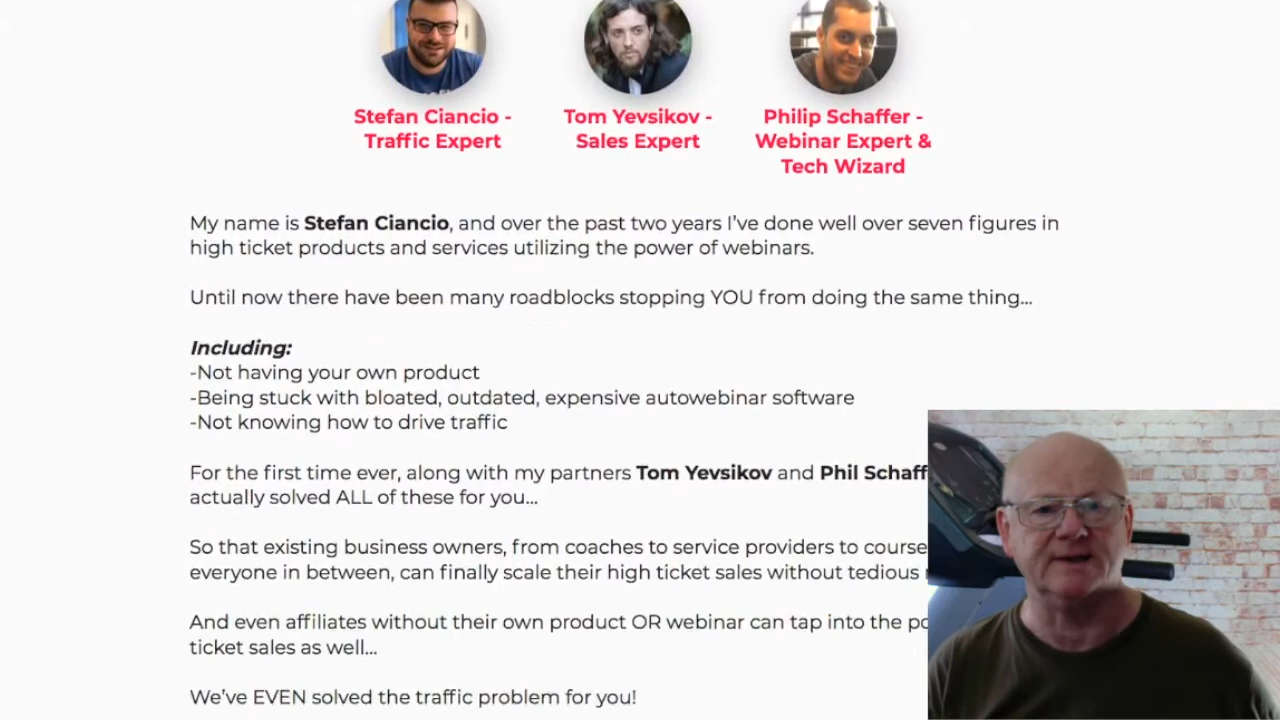 Stefan Ciancio -
Traffic Expert
Tom Yevsikov -
Sales Expert
Philip Schaffer -
Webinar Expert &
Tech Wizard
My name is Stefan Ciancio, and over the past two years I've done well over seven figures in
high ticket products and services utilizing the power of webinars.
Until now there have been many roadblocks stopping YOU from doing the same thing...
Including:
-Not having your own product
-Being stuck with bloated, outdated, expensive autowebinar software
-Not knowing how to drive traffic
For the first time ever, along with my partners Tom Yevsikov and Phil Schaff
actually solved ALL of these for you...
So that existing business owners, from coaches to service providers to course
everyone in between, can finally scale their high ticket sales without tedious
And even affiliates without their own product OR webinar can tap into the po
ticket sales as well...
We've EVEN solved the traffic problem for you!